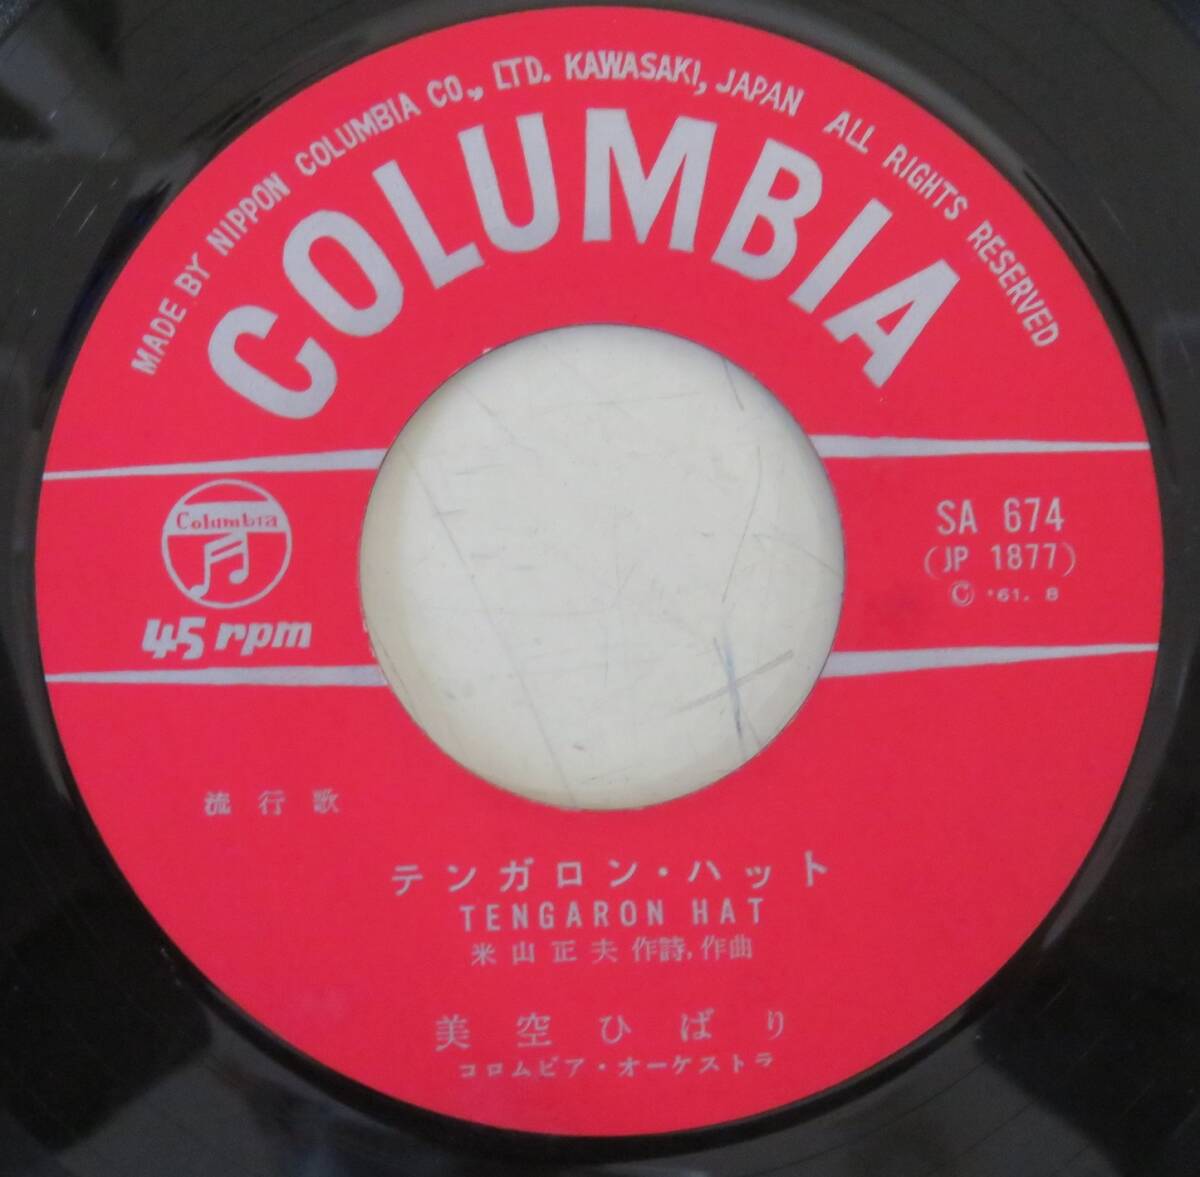 MADE BY NIPPON COLUMBIA CO., LTD. KAWASAKI, JAPAN ALL RIGHTS RESERVED
COLUMBIA
Columbia
45 rpm
SA 674
(JP 1877)
© '61. 8
流行歌
テンガロン・ハット
TENGARON HAT
米山正夫 作詩, 作曲
美空ひばり
コロムビア・オーケストラ